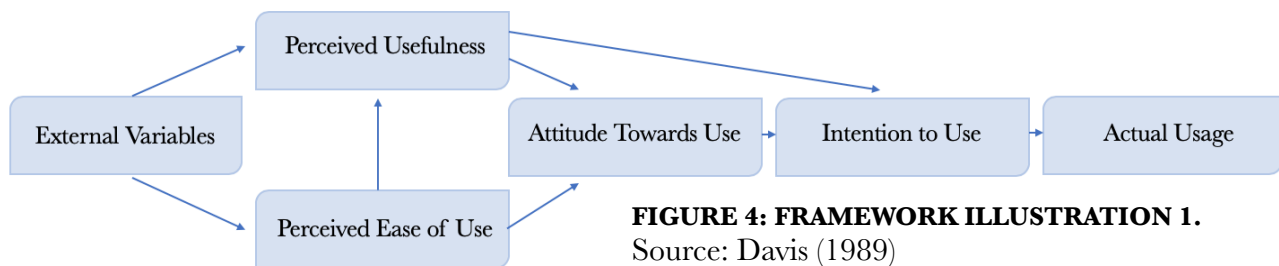 Perceived Usefulness
External Variables
Attitude Towards Use
Intention to Use
Actual Usage
Perceived Ease of Use
FIGURE 4: FRAMEWORK ILLUSTRATION 1.
Source: Davis (1989)